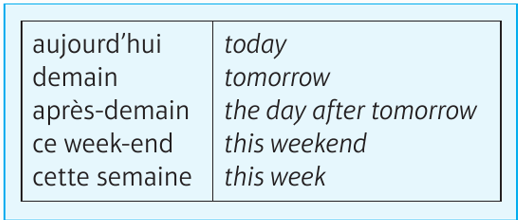 aujourd’hui today
demain tomorrow
après-demain the day after tomorrow
ce week-end this weekend
cette semaine this week